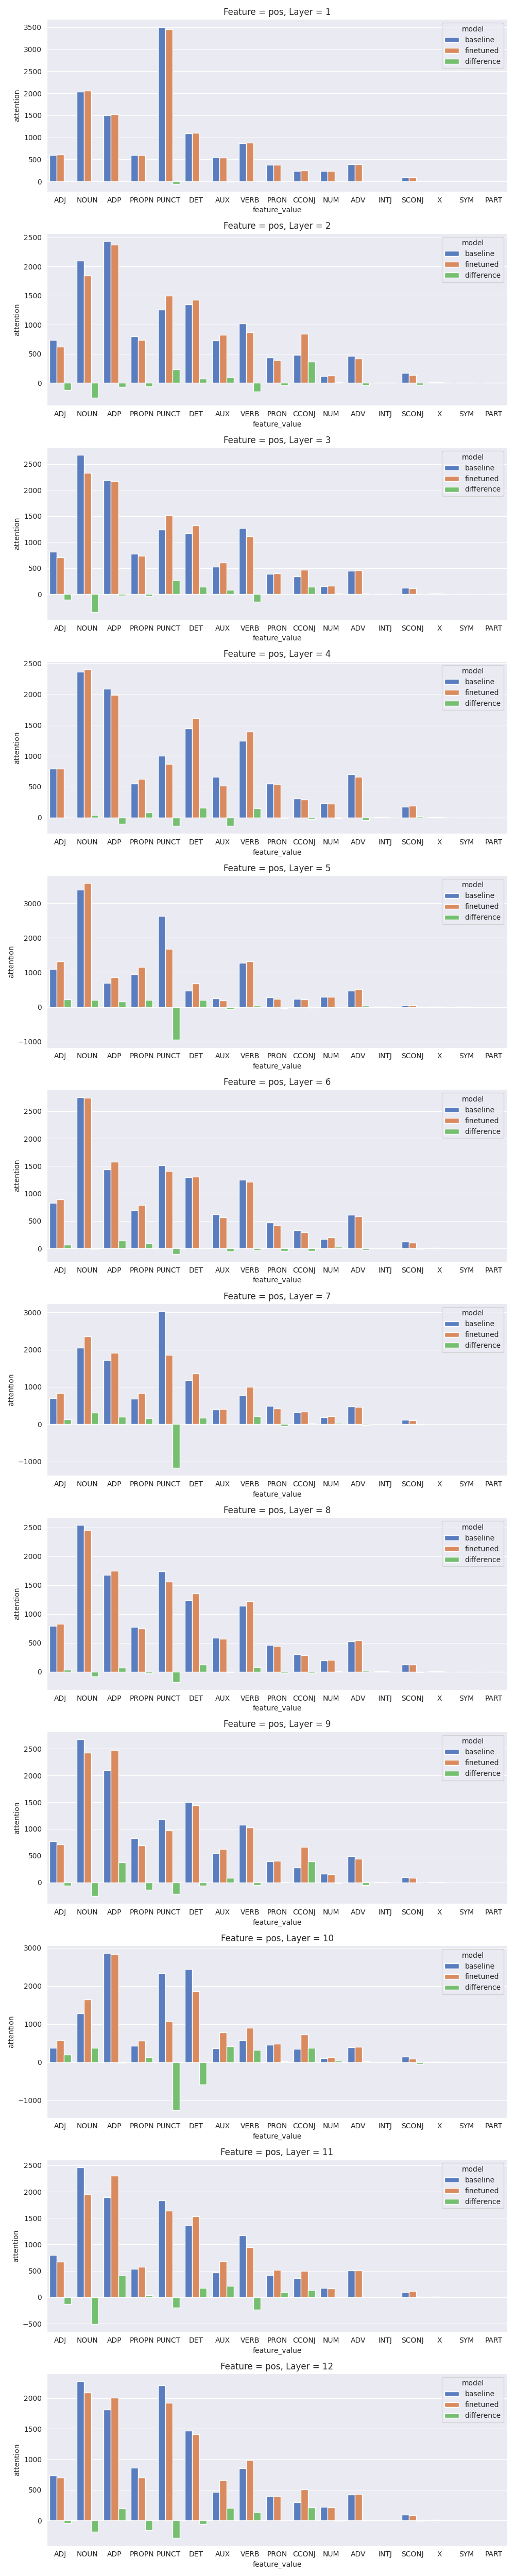 Feature = pos, Layer = 1
model
baseline
finetuned
difference
3500
3000
2500
2000
1500
1000
500
0
attention
ADJ NOUN ADP PROPN PUNCT DET AUX VERB PRON CCONJ NUM ADV INTJ SCONJ X SYM PART
feature_value
Feature = pos, Layer = 2
model
baseline
finetuned
difference
2500
2000
1500
1000
500
0
attention
ADJ NOUN ADP PROPN PUNCT DET AUX VERB PRON CCONJ NUM ADV INTJ SCONJ X SYM PART
feature_value
Feature = pos, Layer = 3
model
baseline
finetuned
difference
2500
2000
1500
1000
500
0
attention
ADJ NOUN ADP PROPN PUNCT DET AUX VERB PRON CCONJ NUM ADV INTJ SCONJ X SYM PART
feature_value
Feature = pos, Layer = 4
model
baseline
finetuned
difference
2500
2000
1500
1000
500
0
attention
ADJ NOUN ADP PROPN PUNCT DET AUX VERB PRON CCONJ NUM ADV INTJ SCONJ X SYM PART
feature_value
Feature = pos, Layer = 5
model
baseline
finetuned
difference
3000
2000
1000
0
−1000
attention
ADJ NOUN ADP PROPN PUNCT DET AUX VERB PRON CCONJ NUM ADV INTJ SCONJ X SYM PART
feature_value
Feature = pos, Layer = 6
model
baseline
finetuned
difference
2500
2000
1500
1000
500
0
attention
ADJ NOUN ADP PROPN PUNCT DET AUX VERB PRON CCONJ NUM ADV INTJ SCONJ X SYM PART
feature_value
Feature = pos, Layer = 7
model
baseline
finetuned
difference
3000
2000
1000
0
−1000
attention
ADJ NOUN ADP PROPN PUNCT DET AUX VERB PRON CCONJ NUM ADV INTJ SCONJ X SYM PART
feature_value
Feature = pos, Layer = 8
model
baseline
finetuned
difference
2500
2000
1500
1000
500
0
attention
ADJ NOUN ADP PROPN PUNCT DET AUX VERB PRON CCONJ NUM ADV INTJ SCONJ X SYM PART
feature_value
Feature = pos, Layer = 9
model
baseline
finetuned
difference
2500
2000
1500
1000
500
0
attention
ADJ NOUN ADP PROPN PUNCT DET AUX VERB PRON CCONJ NUM ADV INTJ SCONJ X SYM PART
feature_value
Feature = pos, Layer = 10
model
baseline
finetuned
difference
3000
2000
1000
0
−1000
attention
ADJ NOUN ADP PROPN PUNCT DET AUX VERB PRON CCONJ NUM ADV INTJ SCONJ X SYM PART
feature_value
Feature = pos, Layer = 11
model
baseline
finetuned
difference
2500
2000
1500
1000
500
0
−500
attention
ADJ NOUN ADP PROPN PUNCT DET AUX VERB PRON CCONJ NUM ADV INTJ SCONJ X SYM PART
feature_value
Feature = pos, Layer = 12
model
baseline
finetuned
difference
2000
1500
1000
500
0
attention
ADJ NOUN ADP PROPN PUNCT DET AUX VERB PRON CCONJ NUM ADV INTJ SCONJ X SYM PART
feature_value